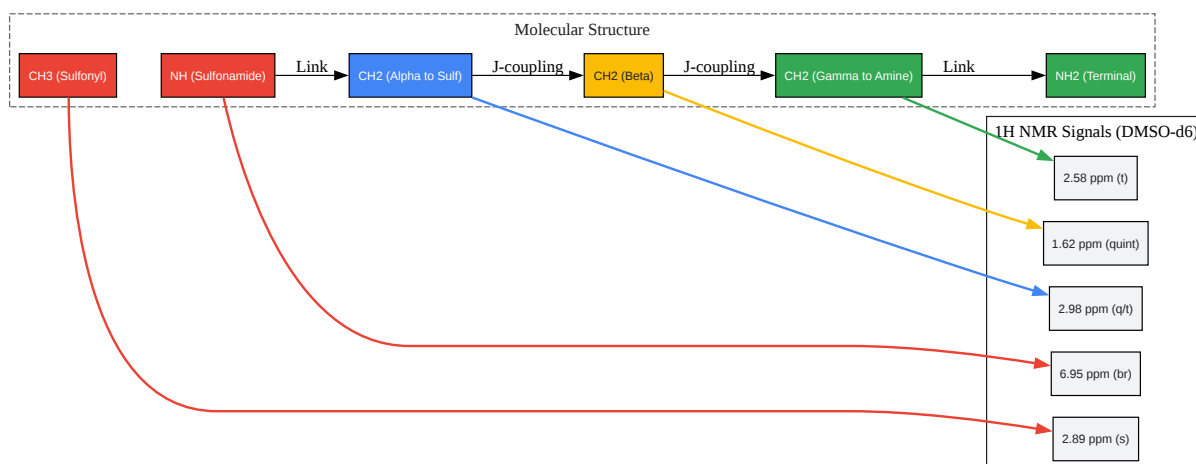 Molecular Structure
CH3 (Sulfonyl)
NH (Sulfonamide)
Link
CH2 (Alpha to Sulf)
J-coupling
CH2 (Beta)
J-coupling
CH2 (Gamma to Amine)
Link
NH2 (Terminal)
1H NMR Signals (DMSO-d6)
2.58 ppm (t)
1.62 ppm (quint)
2.98 ppm (q/t)
6.95 ppm (br)
2.89 ppm (s)